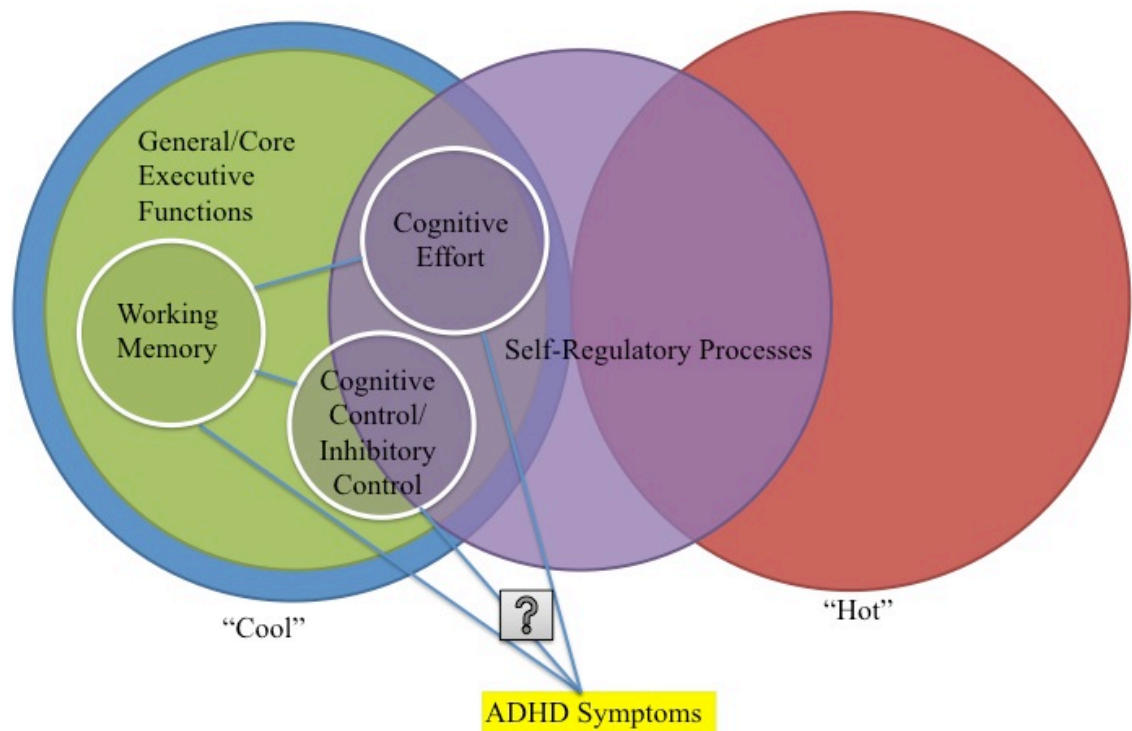 General/Core
Executive
Functions
Cognitive
Effort
Working
Memory
Self-Regulatory Processes
Cognitive
Control/
Inhibitory
Control
“Cool”
“Hot”
?
ADHD Symptoms